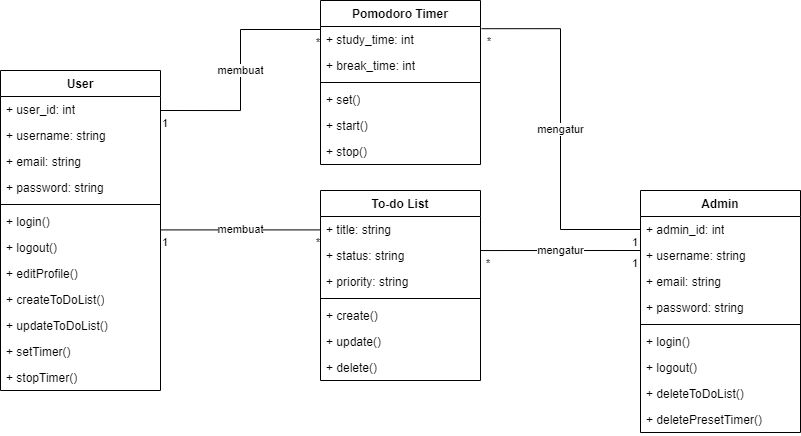 Pomodoro Timer
+ study_time: int
+ break_time: int
+ set()
+ start()
+ stop()
*
*
membuat
mengatur
User
+ user_id: int
+ username: string
+ email: string
+ password: string
+ login()
+ logout()
+ editProfile()
+ createToDoList()
+ updateToDoList()
+ setTimer()
+ stopTimer()
1
1
membuat
*
To-do List
+ title: string
+ status: string
+ priority: string
+ create()
+ update()
+ delete()
*
mengatur
1
1
Admin
+ admin_id: int
+ username: string
+ email: string
+ password: string
+ login()
+ logout()
+ deleteToDoList()
+ deletePresetTimer()